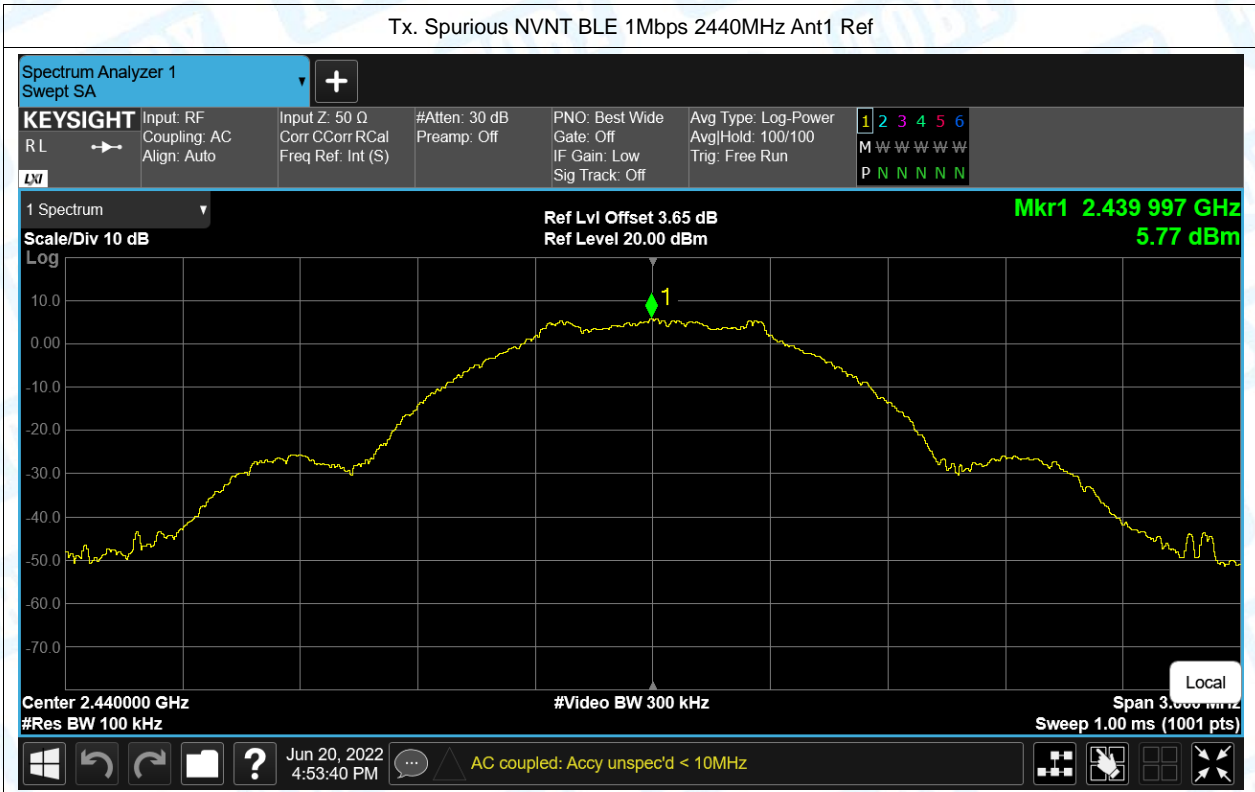 Tx. Spurious NVNT BLE 1Mbps 2440MHz Ant1 Ref
Spectrum Analyzer 1
Swept SA
KEYSIGHT
R L
LXI
Input: RF
Coupling: AC
Align: Auto
Input Z: 50 Ω
Corr CCorr RCal
Freq Ref: Int (S)
#Atten: 30 dB
Preamp: Off
PNO: Best Wide
Gate: Off
IF Gain: Low
Sig Track: Off
Avg Type: Log-Power
Avg|Hold: 100/100
Trig: Free Run
1 2 3 4 5 6
M W W W W W
P N N N N N
1 Spectrum
Scale/Div 10 dB
Ref Lvl Offset 3.65 dB
Ref Level 20.00 dBm
Mkr1 2.439 997 GHz
5.77 dBm
Log
1
10.0
0.00
-10.0
-20.0
-30.0
-40.0
-50.0
-60.0
-70.0
Local
Center 2.440000 GHz
#Video BW 300 kHz
Span 3.000 MHz
#Res BW 100 kHz
Sweep 1.00 ms (1001 pts)
?
Jun 20, 2022
4:53:40 PM
AC coupled: Accy unspec'd < 10MHz